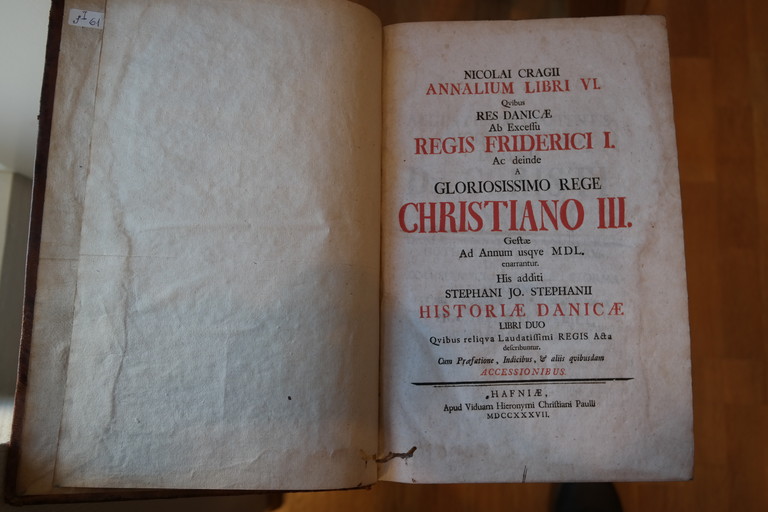 NICOLAI CRAGII
ANNALIUM LIBRI VI.
Qvibus
RES DANICÆ
Ab Excessu
REGIS FRIDERICI I.
Ac deinde
A
GLORIOSISSIMO REGE
CHRISTIANO III.
Gestæ
Ad Annum usqve MDL.
enarrantur.
His additi
STEPHANI JO. STEPHANII
HISTORIÆ DANICÆ
LIBRI DUO
Qvibus reliqva Laudatissimi REGIS Acta
describuntur.
Cum Præfatione, Indicibus, & aliis qvibusdam
ACCESSIONIBUS.
HAFNIÆ,
Apud Viduam Hieronymi Christiani Paulli
MDCCXXXVII.